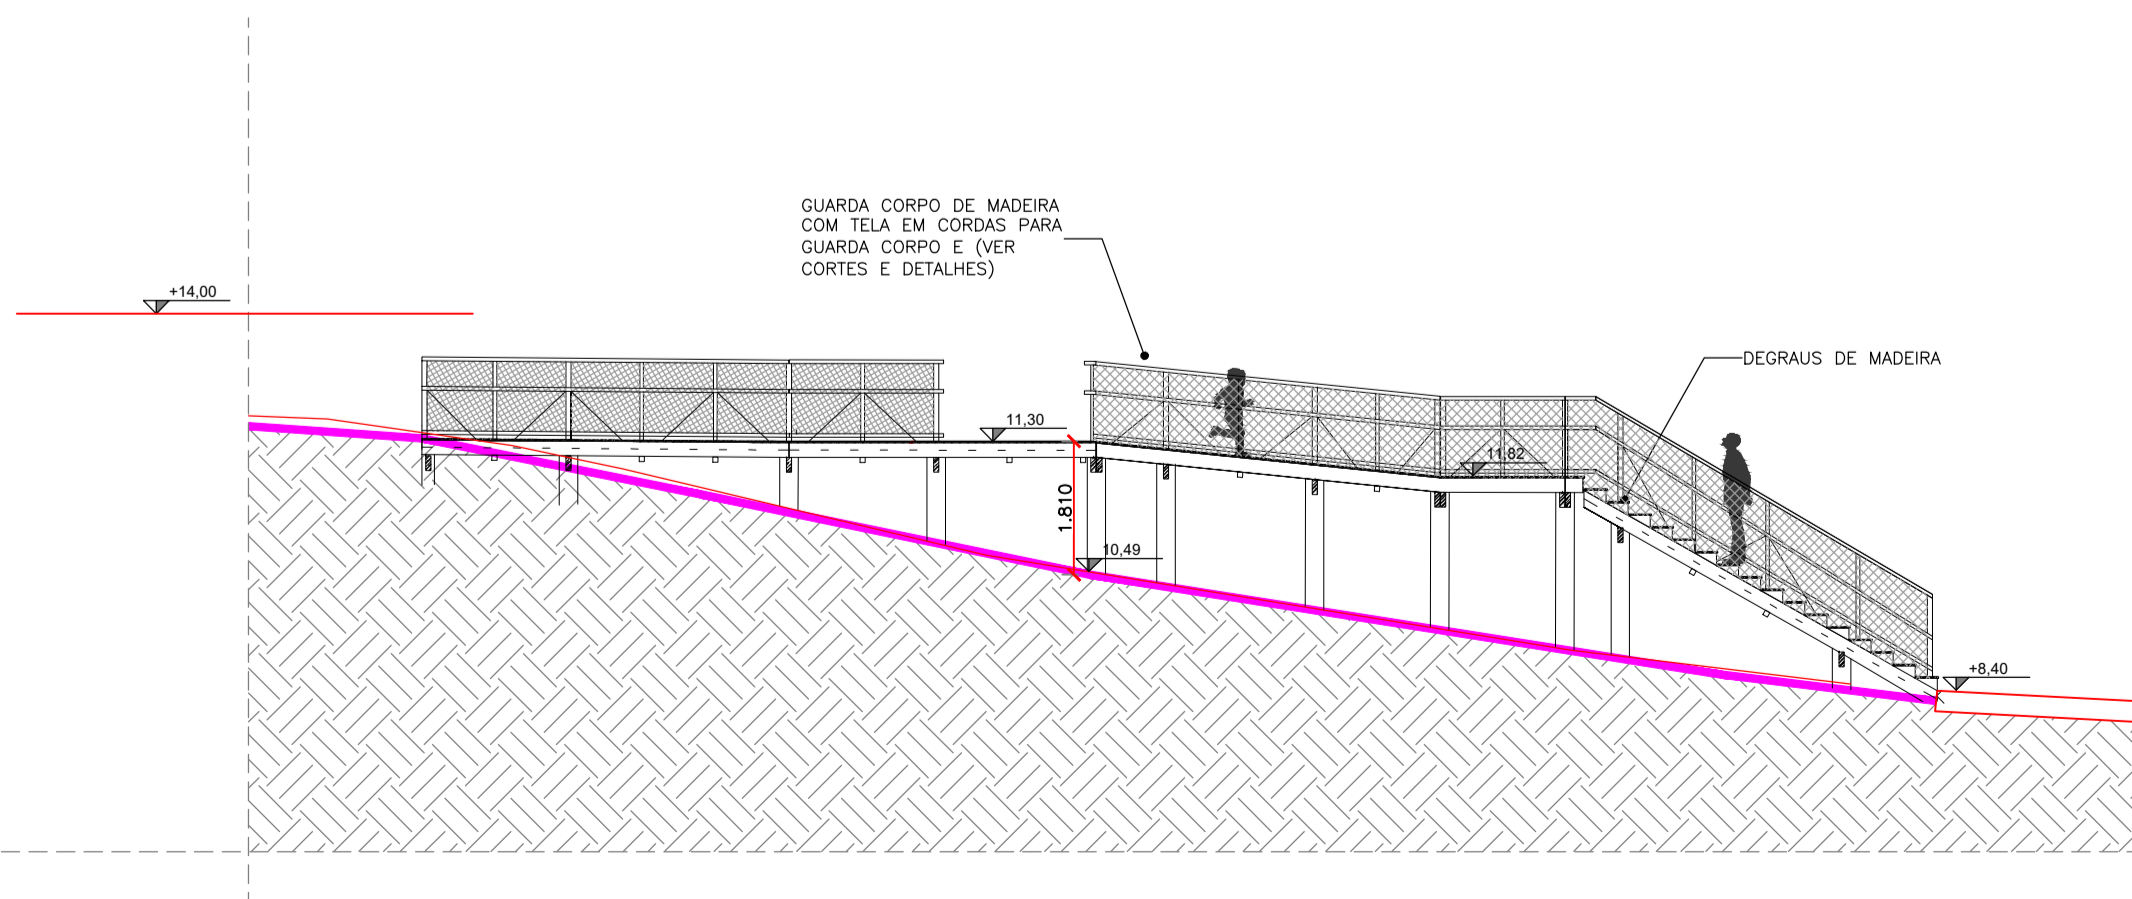 GUARDA CORPO DE MADEIRA
COM TELA EM CORDAS PARA
GUARDA CORPO E (VER
CORTES E DETALHES)
+14,00
DEGRAUS DE MADEIRA
11,30
11,82
1.810
10,49
+8,40